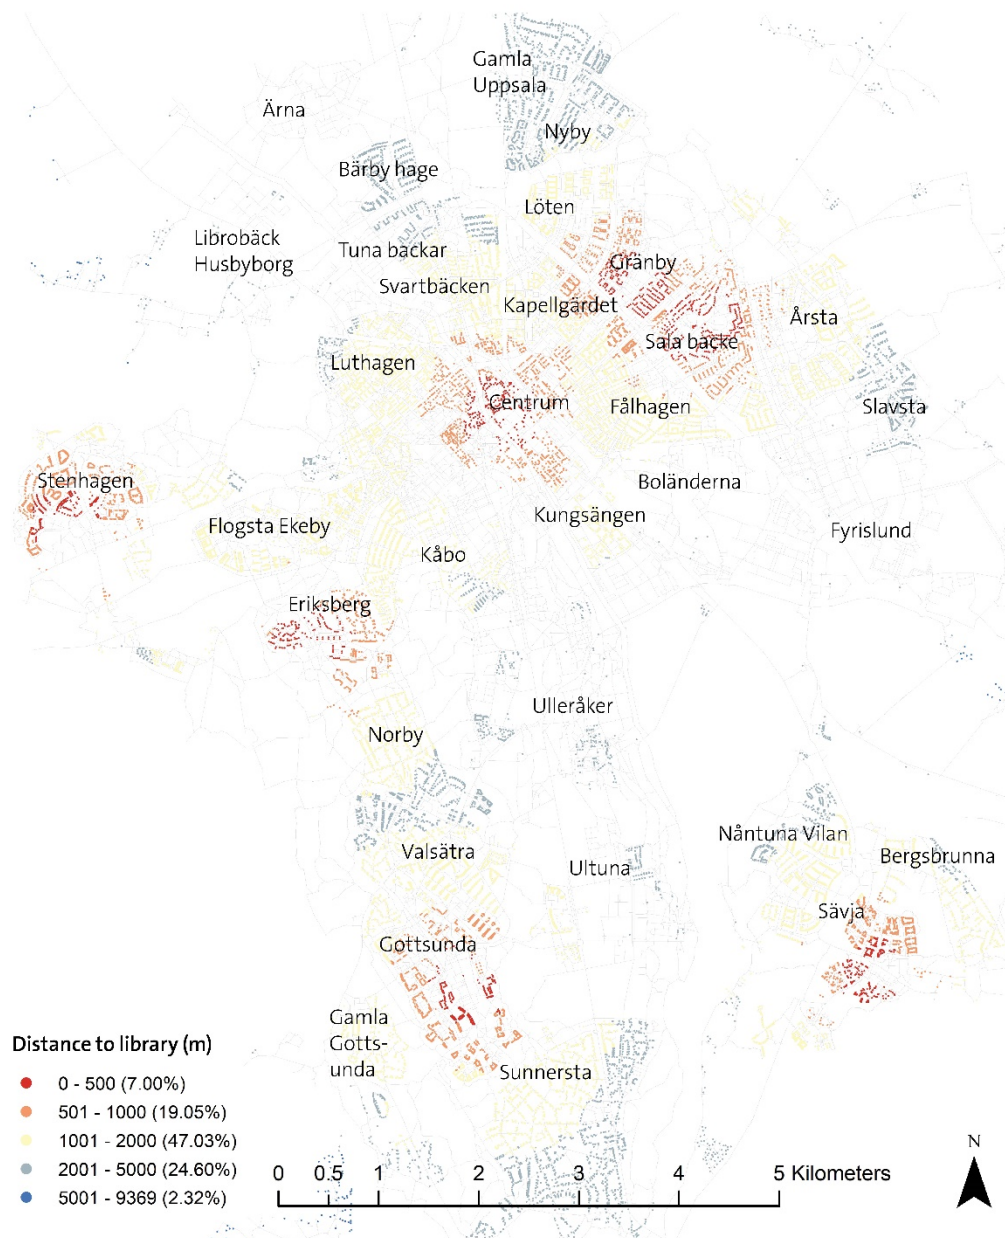 Gamla
Uppsala
Ärna
Nyby
Bärby hage
Löten
Librobäck
Husbyborg
Tuna backar
Gränby
Svartbäcken
Kapellgärdet
Årsta
Sala backe
Luthagen
Centrum
Fålhagen
Slavsta
Stenhagen
Boländerna
Kungsängen
Flogsta Ekeby
Fyrislund
Kåbo
Eriksberg
Ulleråker
Norby
Nåntuna Vilan
Valsätra
Bergsbrunna
Ultuna
Sävja
Gottsunda
Gamla
Gotts-
unda
Sunnersta
Distance to library (m)
0 - 500 (7.00%)
501 - 1000 (19.05%)
1001 - 2000 (47.03%)
2001 - 5000 (24.60%)
5001 - 9369 (2.32%)
0 0.5 1 2 3 4 5 Kilometers
N